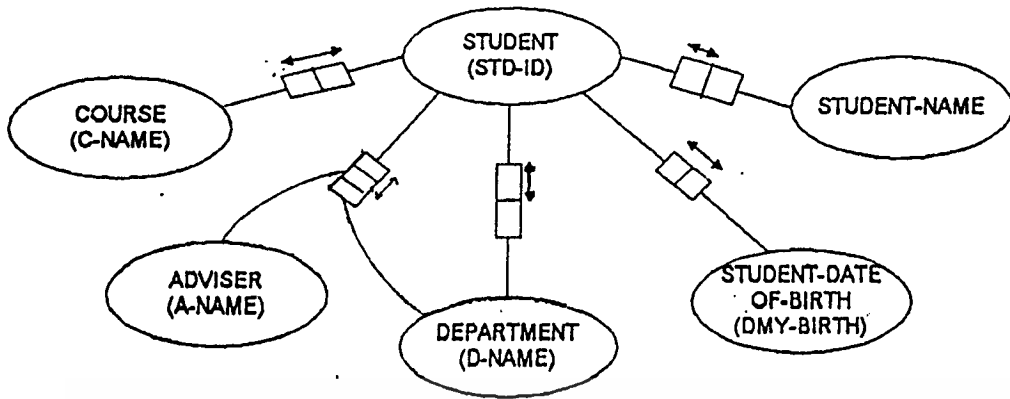 STUDENT
(STD-ID)
COURSE
(C-NAME)
STUDENT-NAME
ADVISER
(A-NAME)
STUDENT-DATE
OF-BIRTH
(DMY-BIRTH)
DEPARTMENT
(D-NAME)